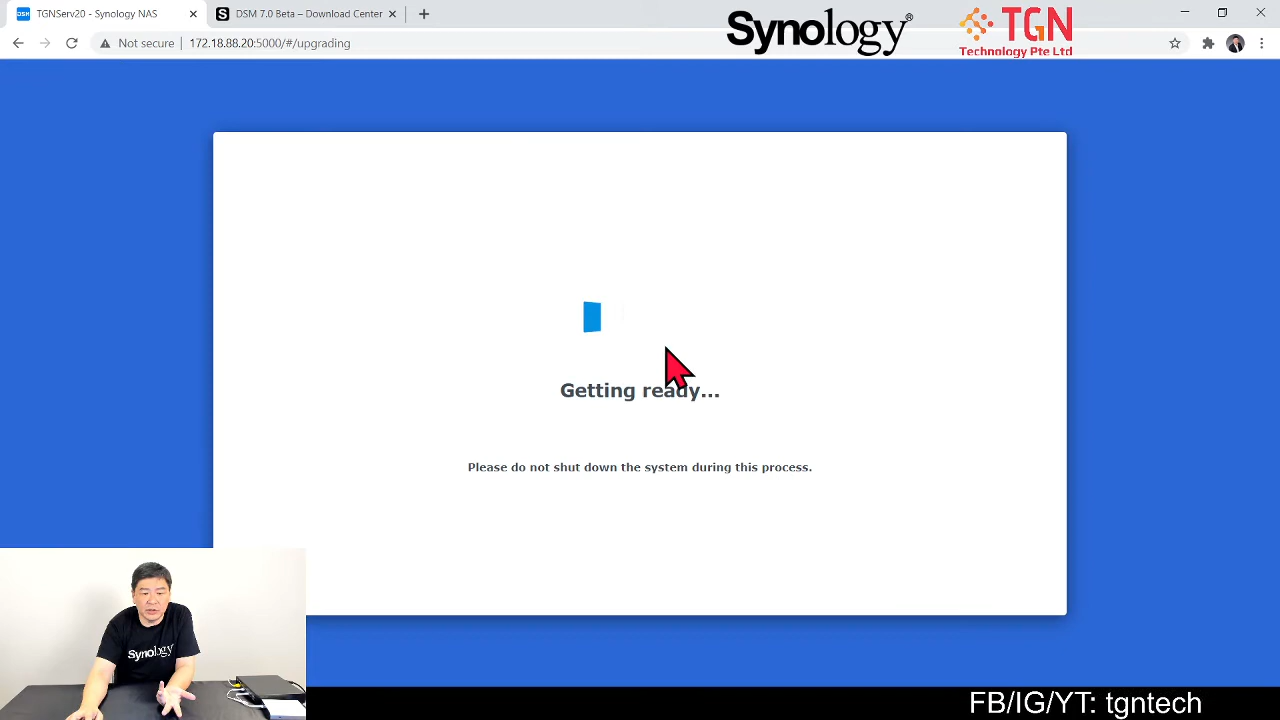 DSM TGNServ20 - Synology NAS
S DSM 7.0 Beta – Download Center
Not secure 172.18.88.20:5000/#/upgrading
Synology®
TGN
Technology Pte Ltd
Getting ready...
Please do not shut down the system during this process.
Synology
FB/IG/YT: tgntech